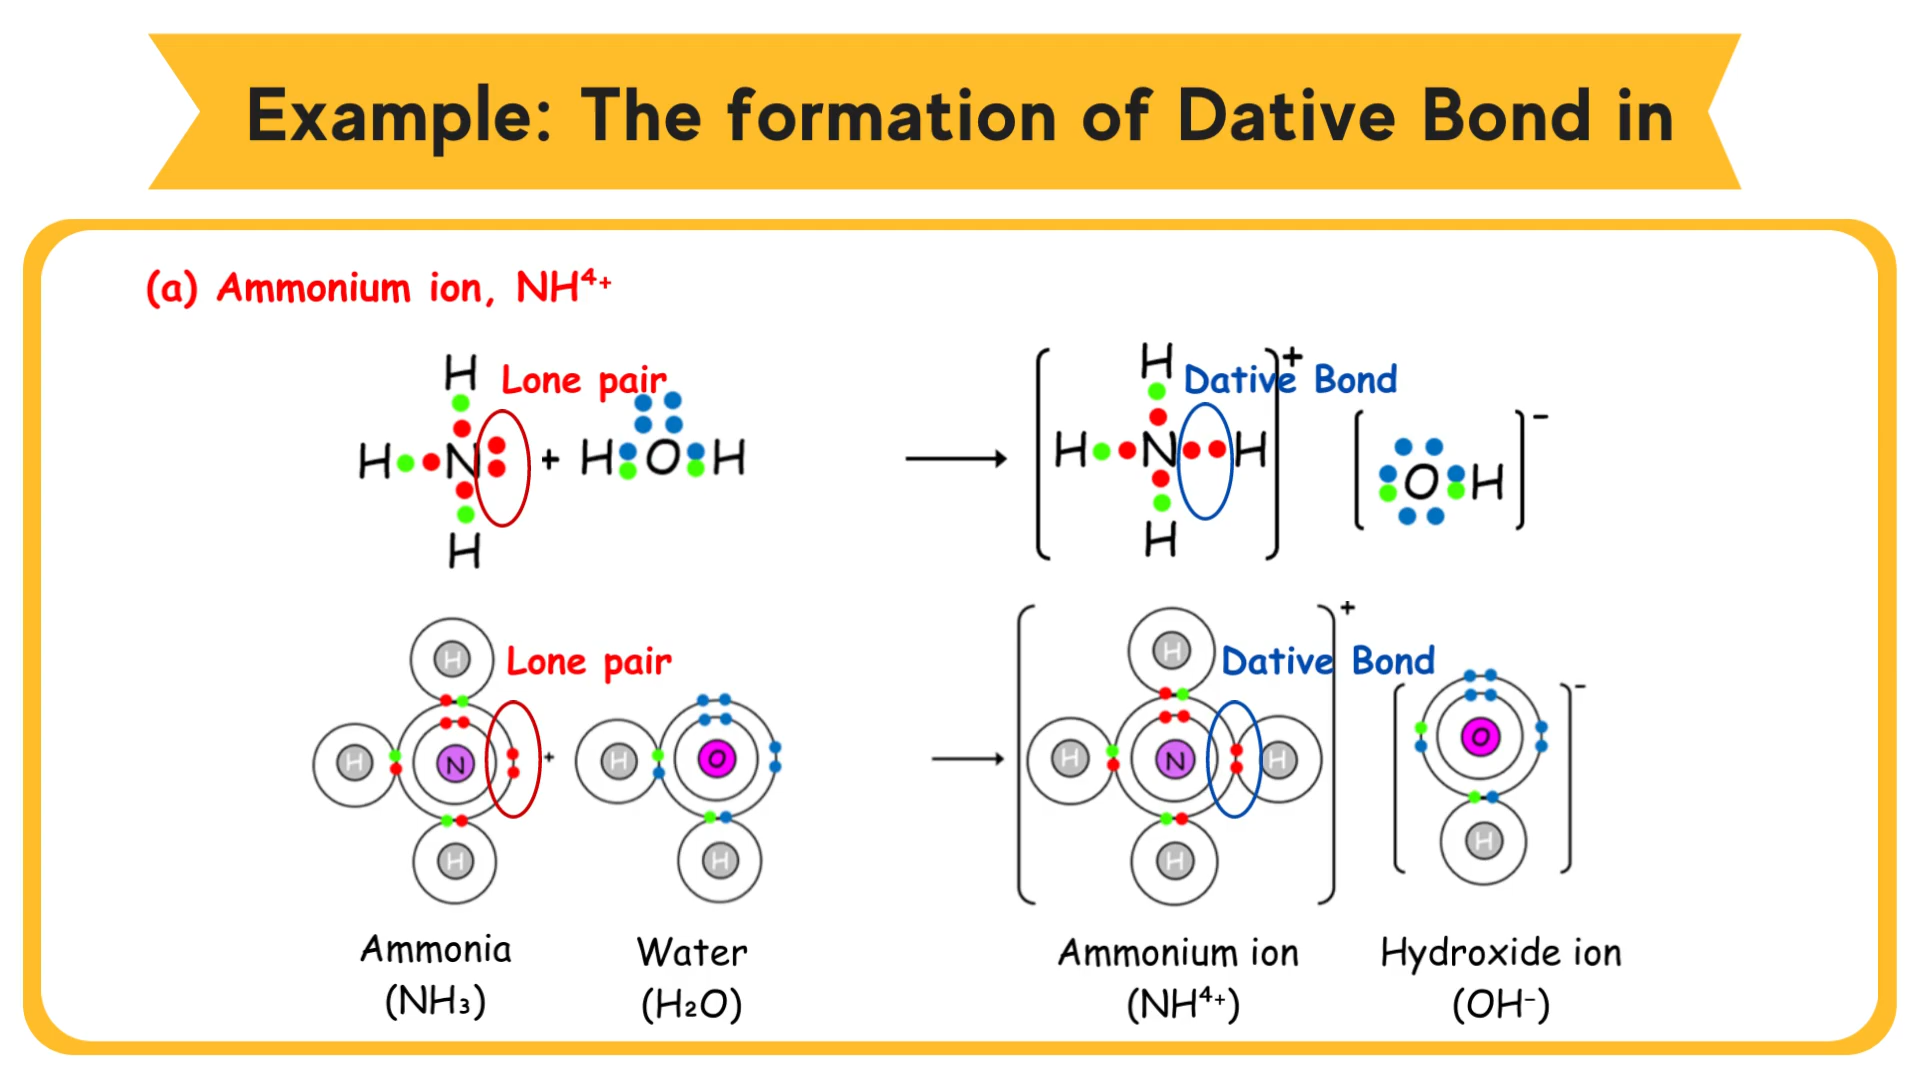 Example: The formation of Dative Bond in
(a) Ammonium ion, NH⁴⁺
H
Lone pair
H N + H O H
H
H
Dative Bond
+
H N H
H
O H
-
H
Lone pair
H N + H O
H
H
H
Dative Bond
+
H N H
H
O
-
H
Ammonia
(NH₃)
Water
(H₂O)
Ammonium ion
(NH⁴⁺)
Hydroxide ion
(OH⁻)